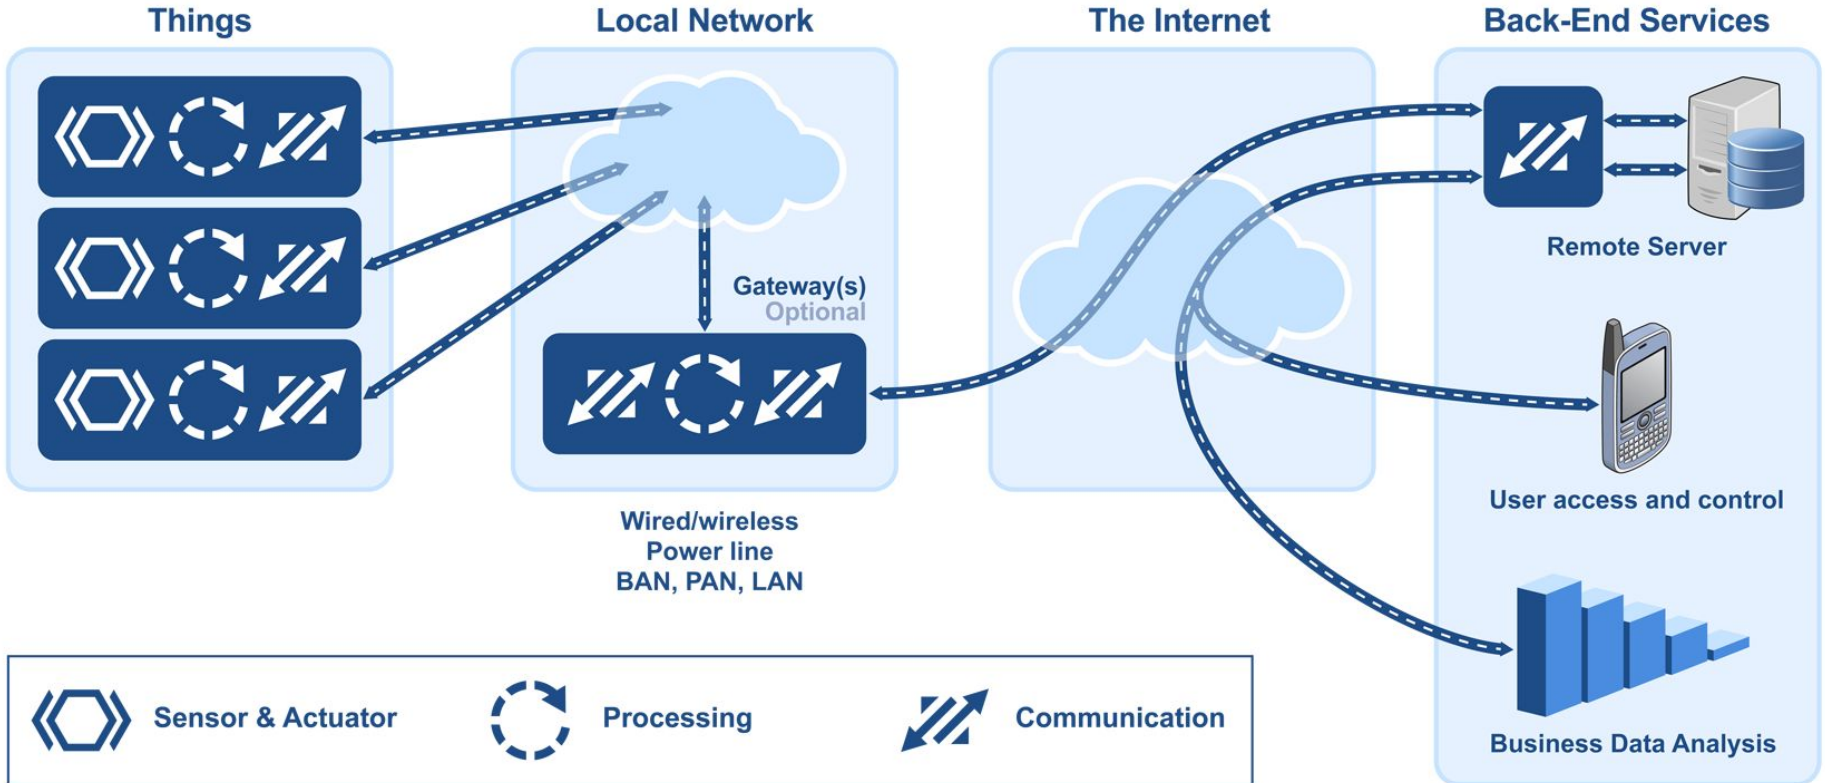 Things
Local Network
The Internet
Back-End Services
Gateway(s)
Optional
Wired/wireless
Power line
BAN, PAN, LAN
Remote Server
User access and control
Business Data Analysis
Sensor & Actuator
Processing
Communication